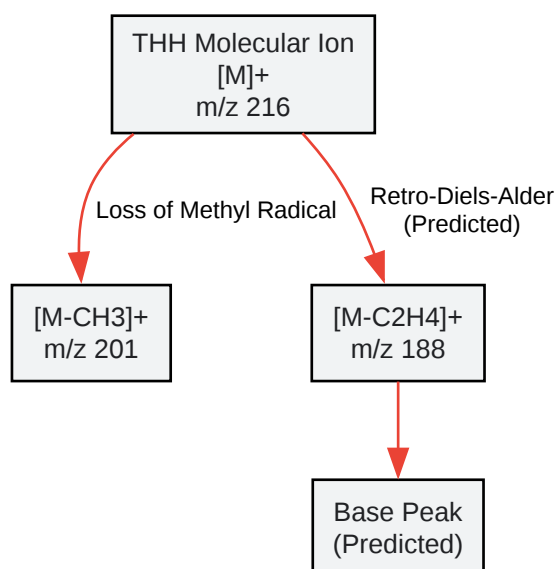 THH Molecular Ion
[M]+
m/z 216
Loss of Methyl Radical
Retro-Diels-Alder
(Predicted)
[M-CH3]+
m/z 201
[M-C2H4]+
m/z 188
Base Peak
(Predicted)